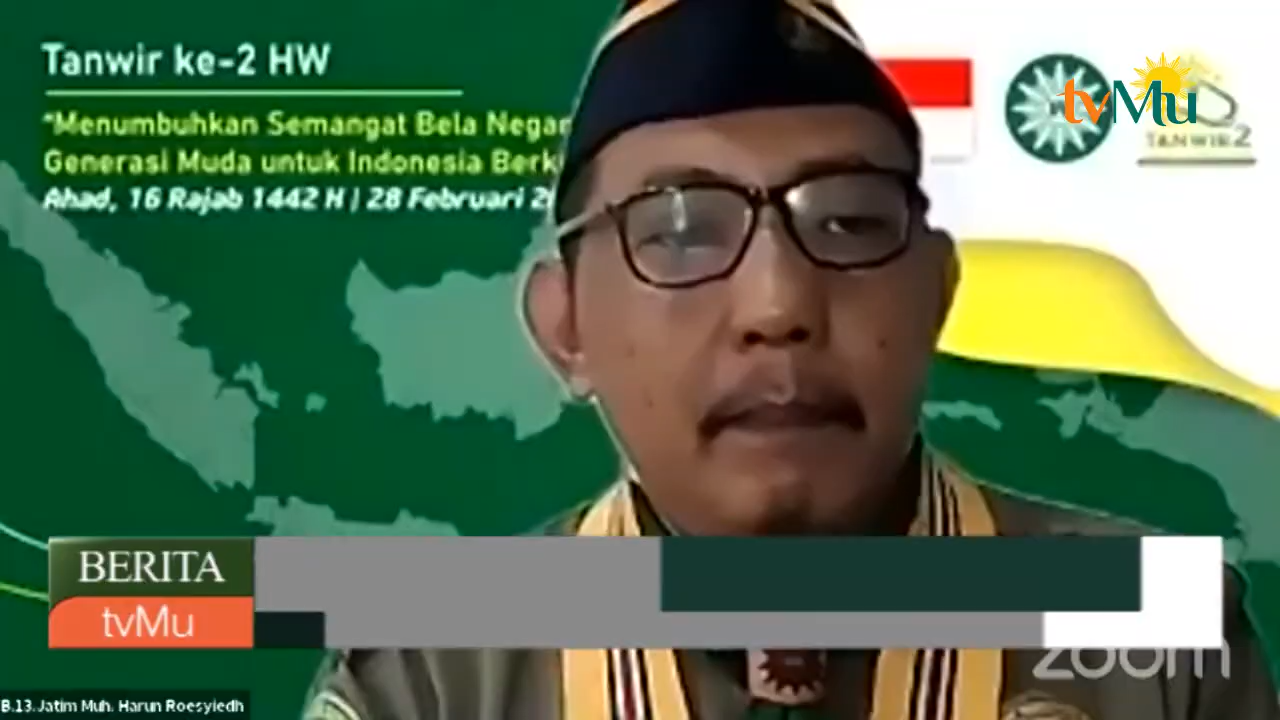 Tanwir ke-2 HW
"Menumbuhkan Semangat Bela Negar
Generasi Muda untuk Indonesia Berk
Ahad, 16 Rajab 1442 H | 28 Februari 2
tvMu
TANWIR 2
BERITA
tvMu
zoom
B.13.Jatim Muh. Harun Roesyiedh